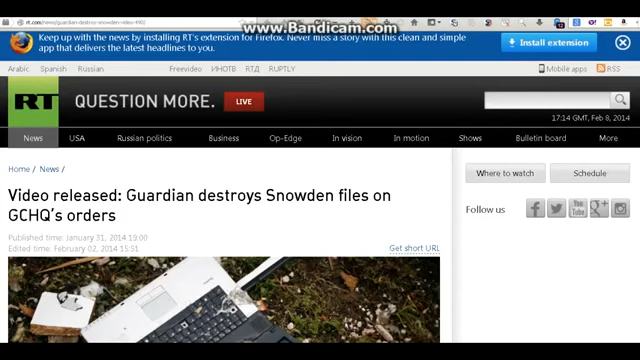 rt.com/news/guardian-destroy-snowden-files-490/
www.Bandicam.com
Keep up with the news by installing RT's extension for Firefox. Never miss a story with this clean and simple
app that delivers the latest headlines to you.
Install extension
Arabic Spanish Russian Freevideo ИНОТВ RTД RUPTLY Mobile apps RSS
RT QUESTION MORE. LIVE
17:14 GMT, Feb 8, 2014
News USA Russian politics Business Op-Edge In vision In motion Shows Bulletin board More
Home / News /
Where to watch Schedule
Video released: Guardian destroys Snowden files on
GCHQ's orders
Follow us
Published time: January 31, 2014 19:00
Edited time: February 02, 2014 15:51
Get short URL